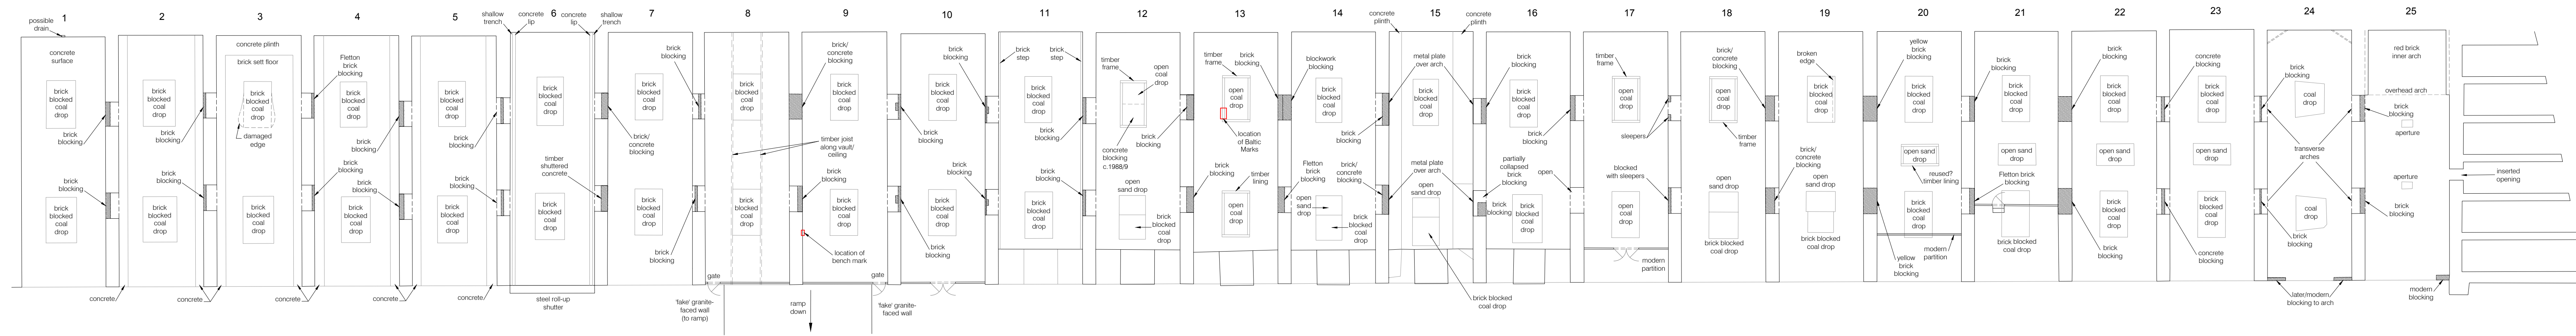 1
possible
drain
concrete
surface
brick
blocked
coal
drop
brick
blocking
brick
blocking
brick
blocked
coal
drop
2
brick
blocked
coal
drop
brick
blocking
brick
blocking
brick
blocked
coal
drop
concrete
3
concrete plinth
brick sett floor
brick
blocked
coal
drop
damaged
edge
brick
blocked
coal
drop
concrete
4
Fletton
brick
blocking
brick
blocked
coal
drop
brick
blocking
brick
blocking
brick
blocking
brick
blocked
coal
drop
concrete
concrete
5
brick
blocked
coal
drop
brick
blocking
brick
blocking
brick
blocked
coal
drop
concrete
6
shallow
trench
concrete
lip
concrete
lip
shallow
trench
brick
blocked
coal
drop
timber
shuttered
concrete
brick
blocked
coal
drop
steel roll-up
shutter
7
brick
blocking
brick
blocked
coal
drop
brick/
concrete
blocking
brick
blocked
coal
drop
brick /
blocking
gate
'fake' granite-
faced wall
(to ramp)
8
brick
blocked
coal
drop
timber joist
along vault/
ceiling
brick
blocked
coal
drop
ramp
down
9
brick/
concrete
blocking
brick
blocked
coal
drop
brick
blocking
brick
blocked
coal
drop
location of
bench mark
gate
'fake' granite-
faced wall
10
brick
blocking
brick
blocked
coal
drop
brick
blocking
brick
blocking
brick
blocked
coal
drop
brick
blocking
11
brick
step
brick
step
brick
blocked
coal
drop
brick
blocking
brick
blocking
brick
blocked
coal
drop
12
timber
frame
open
coal
drop
concrete
blocking
c.1988/9
brick
blocking
open
sand drop
brick
blocked
coal
drop
13
timber
frame
brick
blocking
open
coal
drop
location
of Baltic
Marks
brick
blocking
timber
lining
open
coal
drop
14
blockwork
blocking
brick
blocked
coal
drop
brick
blocking
Fletton
brick
blocking
brick/
concrete
blocking
open
sand
drop
brick
blocked
coal
drop
15
concrete
plinth
concrete
plinth
metal plate
over arch
brick
blocked
coal
drop
metal plate
over arch
open
sand drop
brick blocked
coal drop
16
brick
blocking
brick
blocked
coal
drop
brick
blocking
partially
collapsed
brick
blocking
open
brick
blocking
brick
blocked
coal
drop
17
timber
frame
open
coal
drop
sleepers
blocked
with sleepers
open
coal
drop
modern
partition
18
brick/
concrete
blocking
brick
blocked
coal
drop
timber
frame
open
sand drop
brick blocked
coal drop
19
broken
edge
brick
blocked
coal
drop
brick/
concrete
blocking
open
sand drop
brick blocked
coal drop
20
yellow
brick
blocking
brick
blocked
coal
drop
open sand
drop
reused?
timber lining
brick
blocked
coal
drop
yellow
brick
blocking
modern
partition
21
brick
blocking
brick
blocked
coal
drop
open sand
drop
Fletton brick
blocking
brick blocked
coal drop
22
brick
blocking
brick
blocked
coal
drop
open sand
drop
brick
blocked
coal
drop
brick
blocking
23
concrete
blocking
brick
blocked
coal
drop
open sand
drop
brick
blocked
coal
drop
concrete
blocking
24
brick
blocking
coal
drop
transverse
arches
coal
drop
brick
blocking
later/modern
blocking to arch
25
red brick
inner arch
overhead arch
brick
blocking
aperture
aperture
brick
blocking
modern
blocking
inserted
opening